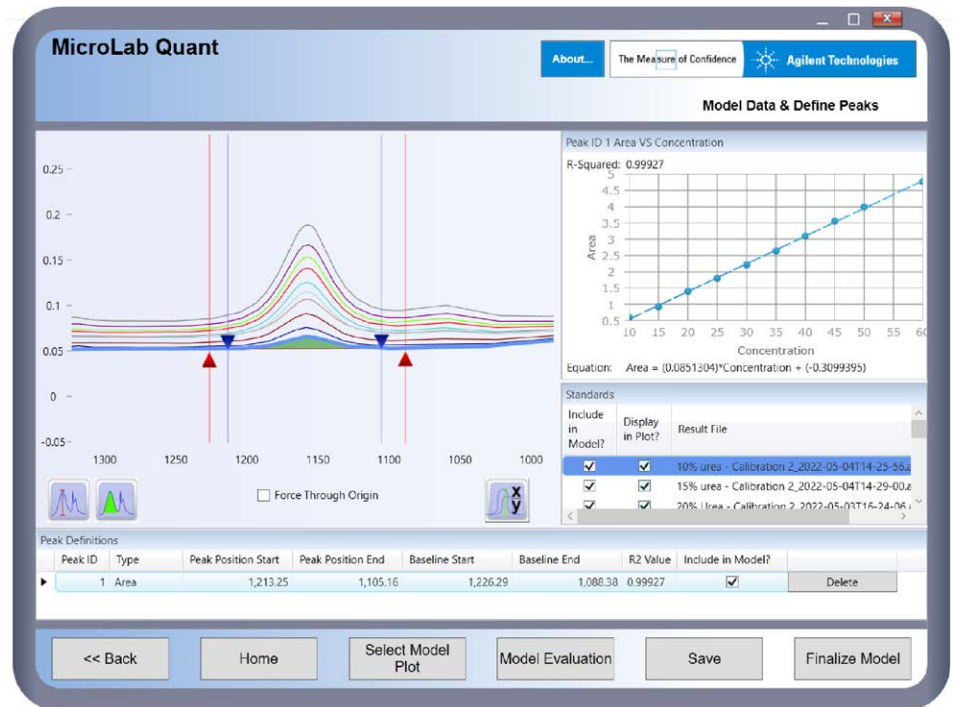 MicroLab Quant
About...
The Measure of Confidence
Agilent Technologies
Model Data & Define Peaks
0.25
0.2
0.15
0.1
0.05
0
-0.05
1300 1250 1200 1150 1100 1050 1000
Force Through Origin
x
y
Peak ID 1 Area VS Concentration
R-Squared: 0.99927
5
4.5
4
3.5
3
2.5
2
1.5
1
0.5
Area
10 15 20 25 30 35 40 45 50 55 60
Concentration
Equation: Area = (0.0851304)*Concentration + (-0.3099395)
Standards
Include in Model? Display in Plot? Result File
10% urea - Calibration 2_2022-05-04T14-25-56.a
15% urea - Calibration 2_2022-05-04T14-29-00.a
20% Urea - Calibration 2_2022-05-03T16-24-06
Peak Definitions
Peak ID Type Peak Position Start Peak Position End Baseline Start Baseline End R2 Value Include in Model?
1 Area 1,213.25 1,105.16 1,226.29 1,088.38 0.99927 Delete
<< Back
Home
Select Model
Plot
Model Evaluation
Save
Finalize Model